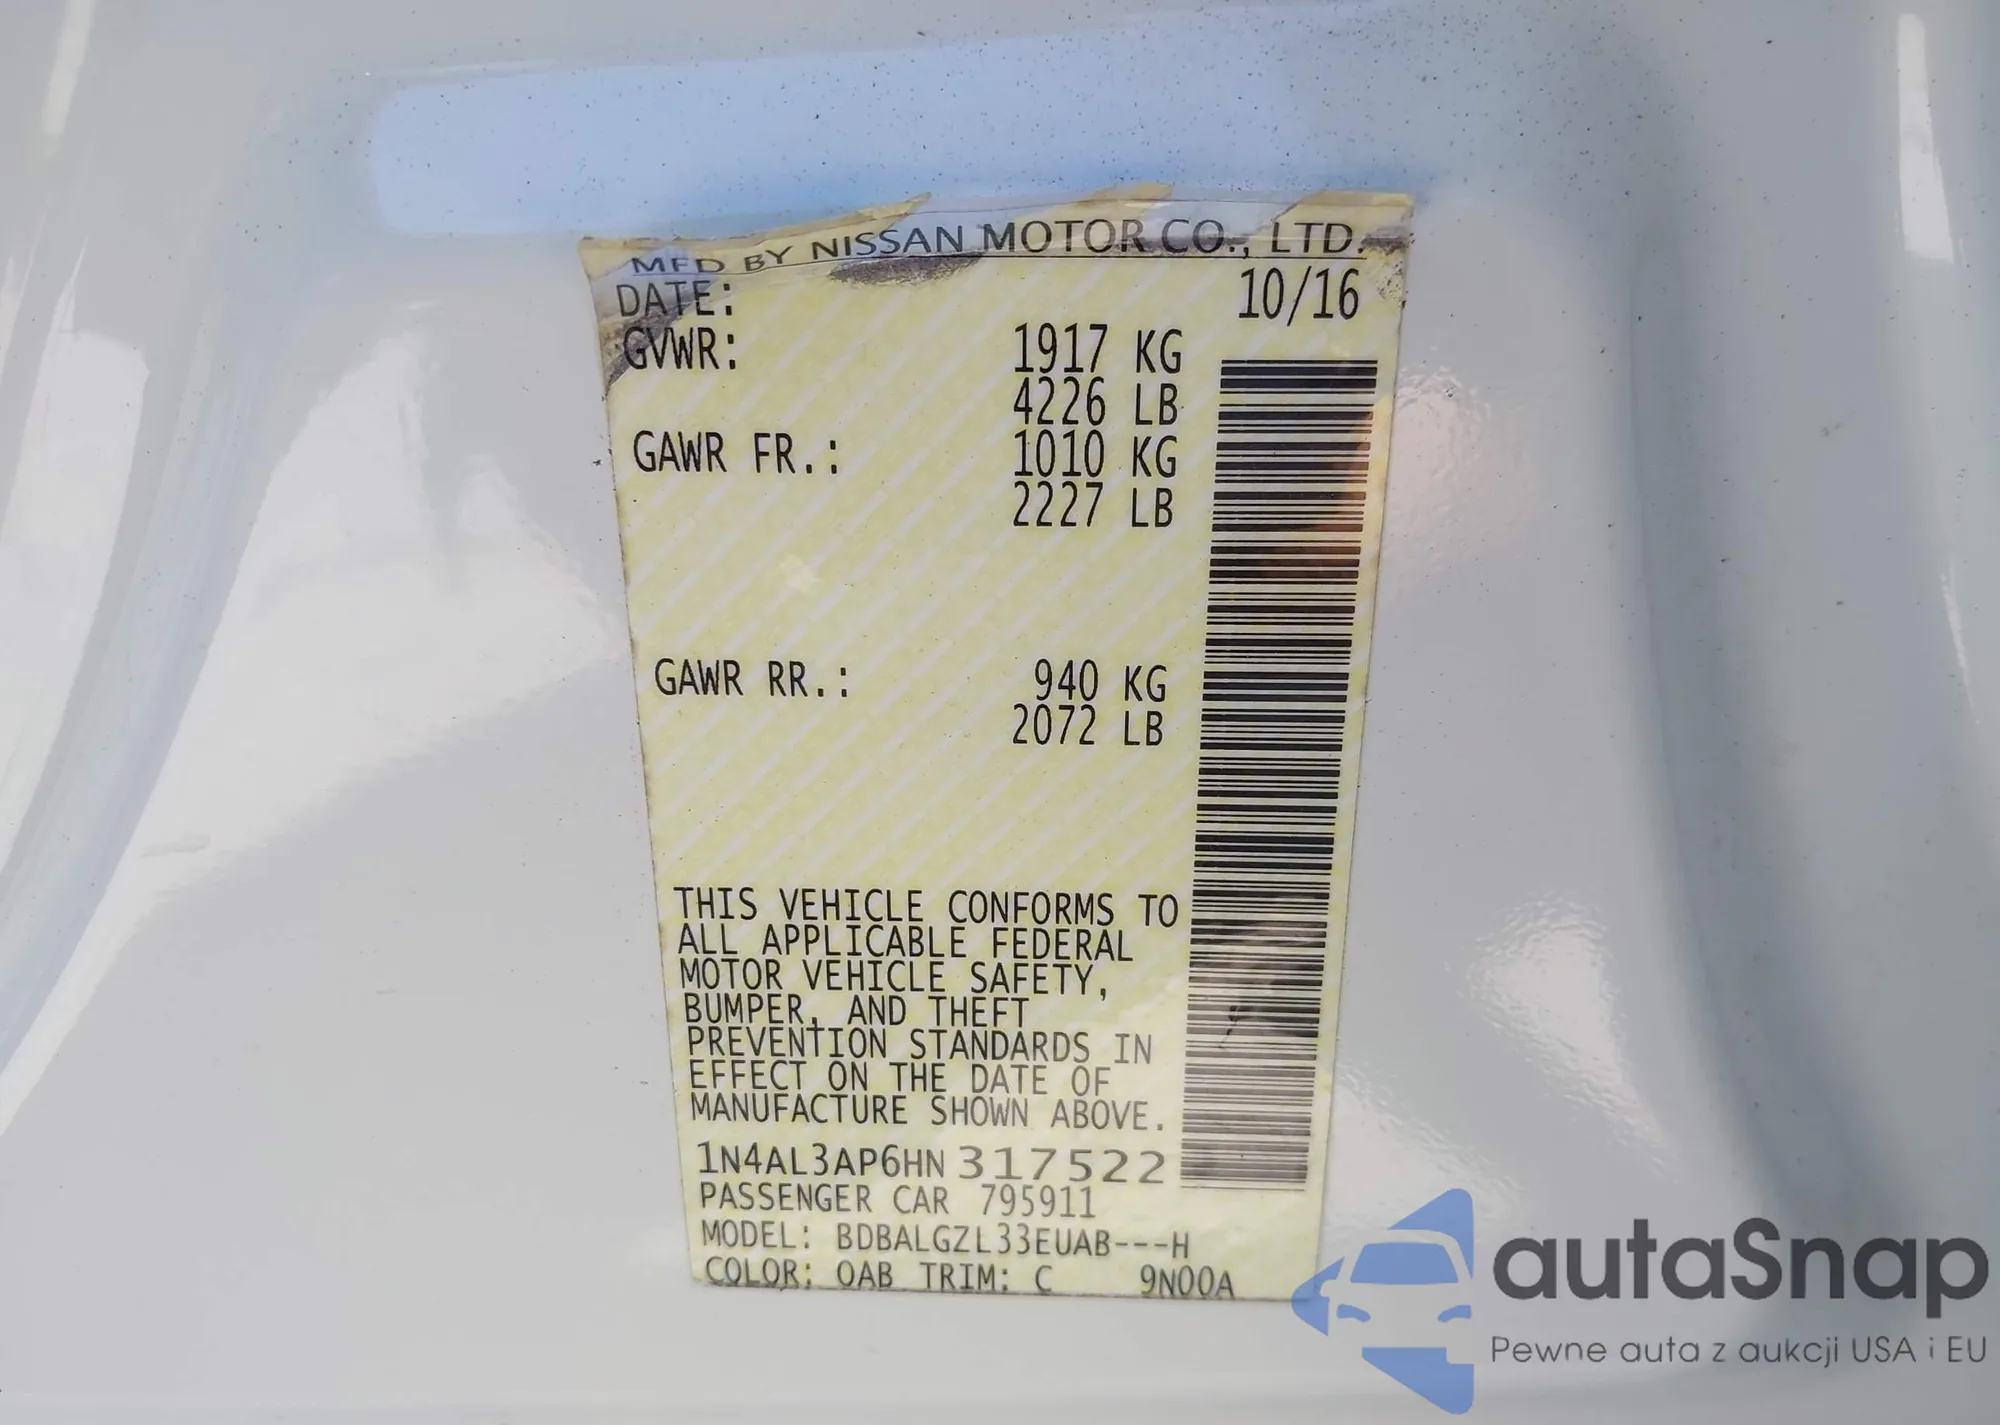 MFD BY NISSAN MOTOR CO., LTD.
DATE: 10/16
GVWR: 1917 KG
4226 LB
GAWR FR.: 1010 KG
2227 LB
GAWR RR.: 940 KG
2072 LB
THIS VEHICLE CONFORMS TO
ALL APPLICABLE FEDERAL
MOTOR VEHICLE SAFETY,
BUMPER, AND THEFT
PREVENTION STANDARDS IN
EFFECT ON THE DATE OF
MANUFACTURE SHOWN ABOVE.
1N4AL3AP6HN317522
PASSENGER CAR 795911
MODEL: BDBALGZL33EUAB---H
COLOR: OAB TRIM: C 9N00A
autaSnap
Pewne auta z aukcji USA i EU